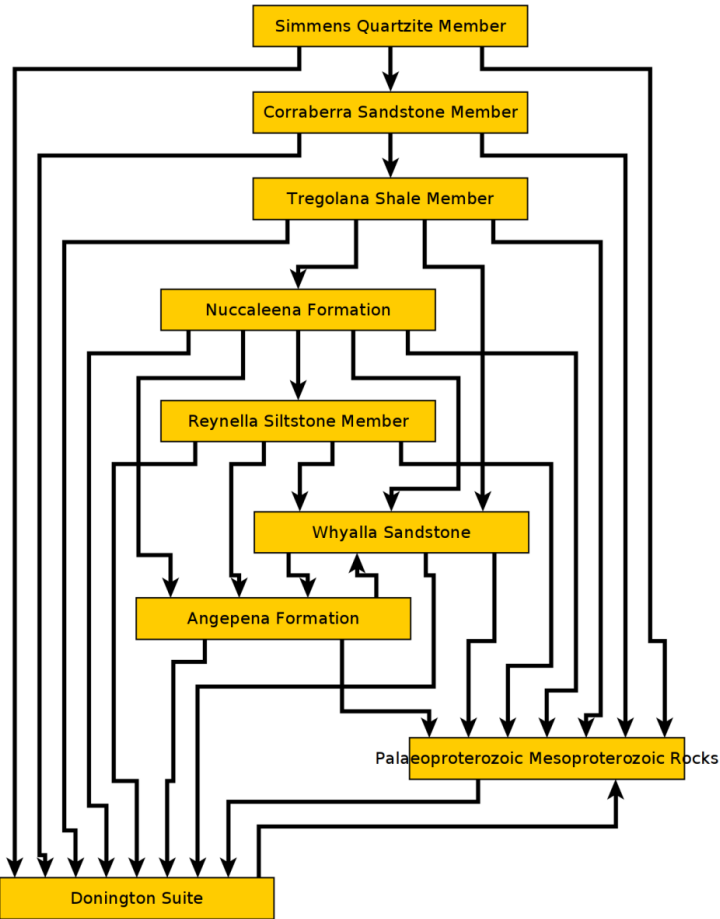 Simmens Quartzite Member
Corraberra Sandstone Member
Tregolana Shale Member
Nuccaleena Formation
Reynella Siltstone Member
Whyalla Sandstone
Angepena Formation
Palaeoproterozoic Mesoproterozoic Rocks
Donington Suite